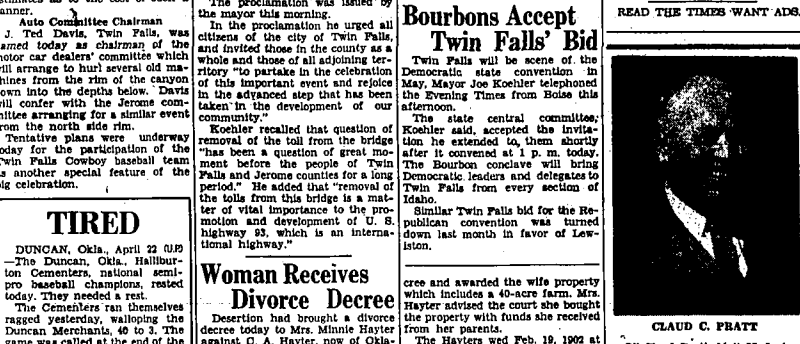 anner.
Auto Committee Chairman
J. Ted Davis, Twin Falls, was
amed today as chairman of the
otor car dealers' committee which
ill arrange to hurl several old ma-
hines from the rim of the canyon
own into the depths below. Davis
ill confer with the Jerome com-
ittee arranging for a similar event
rom the north side rim.
Tentative plans were underway
oday for the participation of the
win Falls Cowboy baseball team
s another special feature of the
ig celebration.
TIRED
DUNCAN, Okla., April 22 (U.P.)
—The Duncan, Okla., Hallibur-
ton Cementers, national semi-
pro baseball champions, rested
today. They needed a rest.
The Cementers ran themselves
ragged yesterday, walloping the
Duncan Merchants, 40 to 3. The
game was called at the end of the
The proclamation was issued by
the mayor this morning.
In the proclamation he urged all
citizens of the city of Twin Falls,
and invited those in the county as a
whole and those of all adjoining ter-
ritory "to partake in the celebration
of this important event and rejoice
in the advanced step that has been
taken in the development of our
community."
Koehler recalled that question of
removal of the toll from the bridge
"has been a question of great mo-
ment before the people of Twin
Falls and Jerome counties for a long
period." He added that "removal of
the tolls from this bridge is a mat-
ter of vital importance to the pro-
motion and development of U. S.
highway 93, which is an interna-
tional highway."
Woman Receives
Divorce Decree
Desertion had brought a divorce
decree today to Mrs. Minnie Hayter
against C. A. Hayter, now of Okla-
Bourbons Accept
Twin Falls' Bid
Twin Falls will be scene of the
Democratic state convention in
May, Mayor Joe Koehler telephoned
the Evening Times from Boise this
afternoon.
The state central committee,
Koehler said, accepted the invita-
tion he extended to them shortly
after it convened at 1 p. m. today.
The Bourbon conclave will bring
Democratic leaders and delegates to
Twin Falls from every section of
Idaho.
Similar Twin Falls bid for the Re-
publican convention was turned
down last month in favor of Lew-
iston.
cree and awarded the wife property
which includes a 40-acre farm. Mrs.
Hayter advised the court she bought
the property with funds she received
from her parents.
The Hayters wed Feb. 19, 1902 at
READ THE TIMES WANT ADS.
CLAUD C. PRATT